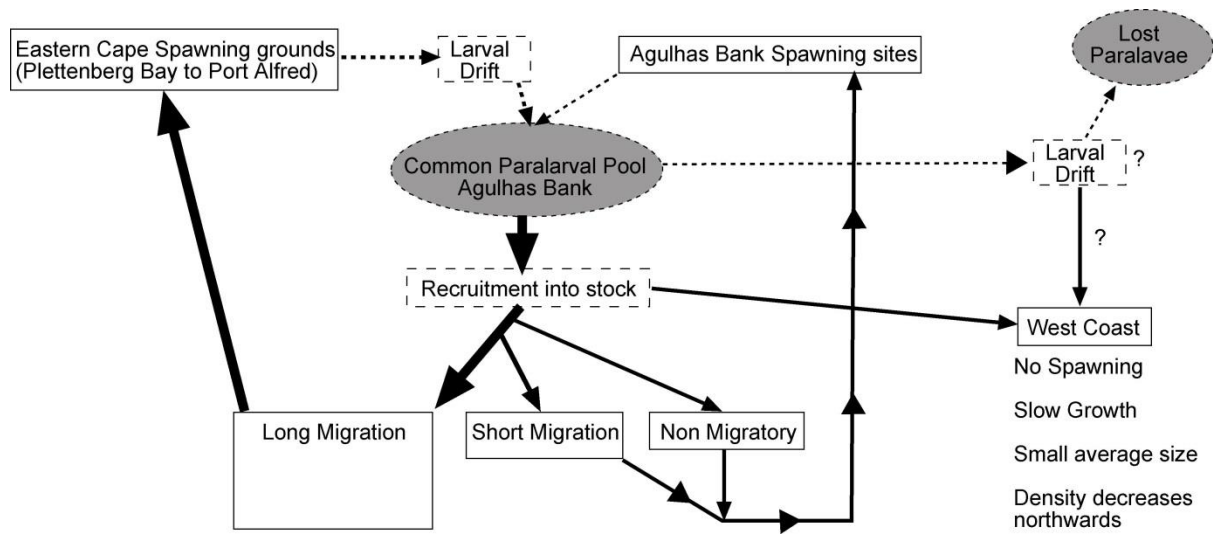 Eastern Cape Spawning grounds
(Plettenberg Bay to Port Alfred)
Larval
Drift
Agulhas Bank Spawning sites
Lost
Paralavae
Common Paralarval Pool
Agulhas Bank
Larval
Drift
?
?
Recruitment into stock
West Coast
No Spawning
Slow Growth
Small average size
Density decreases
northwards
Long Migration
Short Migration
Non Migratory